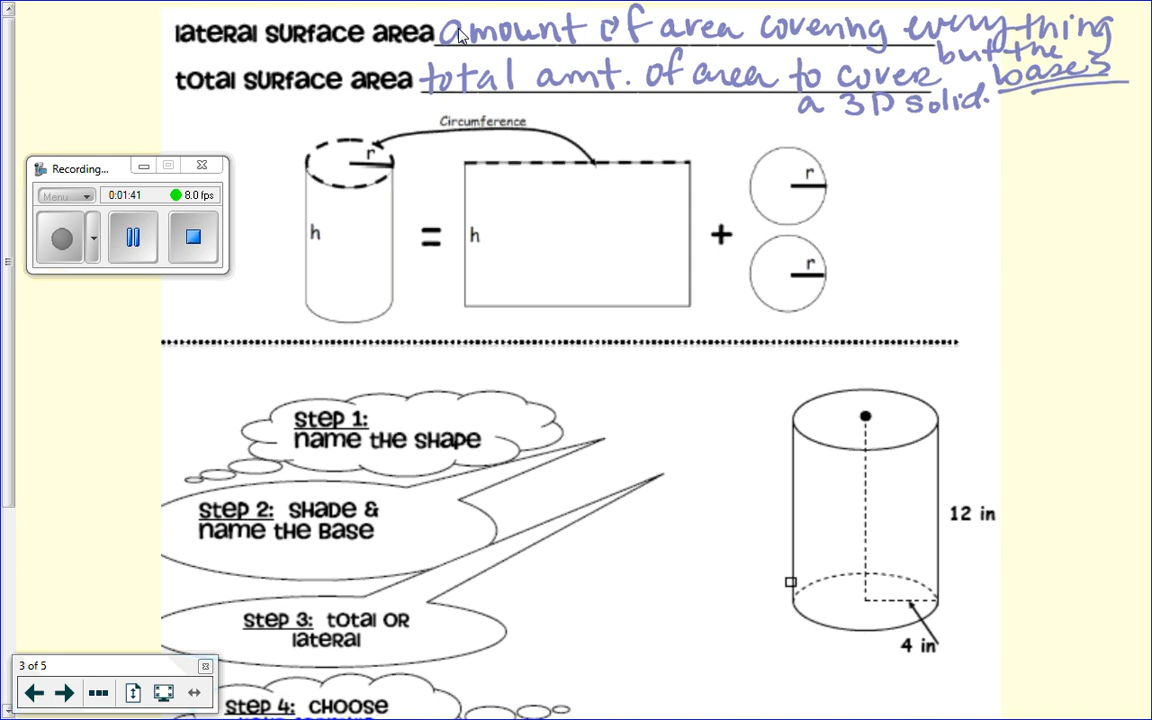 Lateral Surface Area amount of area covering everything
but the
bases
Total Surface Area total amt. of area to cover
a 3D solid.
Circumference
r
r
h
=
h
+
r
Recording...
Menu
0:01:41
8.0 fps
Step 1:
Name the Shape
Step 2: Shade &
Name the Base
12 in
Step 3: Total OR
Lateral
4 in
3 of 5
Step 4: Choose